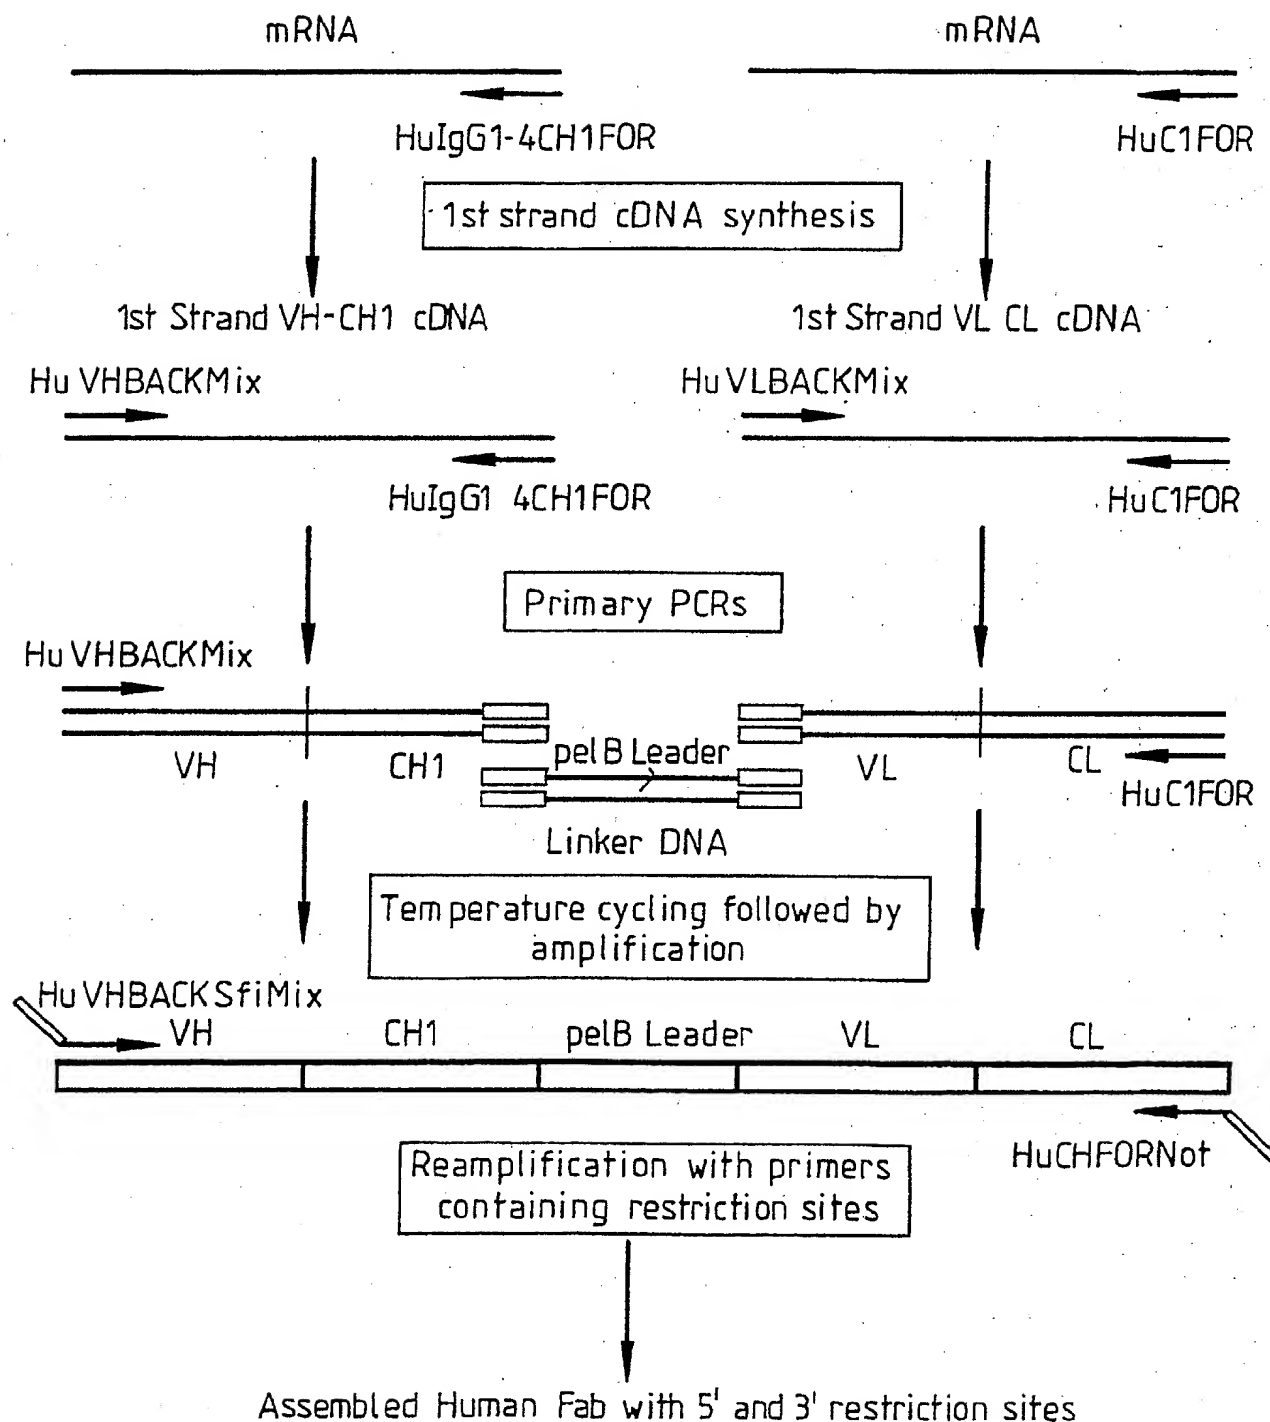 mRNA mRNA
HuIgG1-4CH1FOR HuC1FOR
1st strand cDNA synthesis
1st Strand VH-CH1 cDNA 1st Strand VL CL cDNA
Hu VHBACKMix Hu VLBACKMix
HuIgG1 4CH1FOR HuC1FOR
Primary PCRs
Hu VHBACKMix
VH CH1 pelB Leader VL CL
HuC1FOR
Linker DNA
Temperature cycling followed by
amplification
Hu VHBACKSfiMix
VH CH1 pelB Leader VL CL
HuCHFORNot
Reamplification with primers
containing restriction sites
Assembled Human Fab with 5' and 3' restriction sites